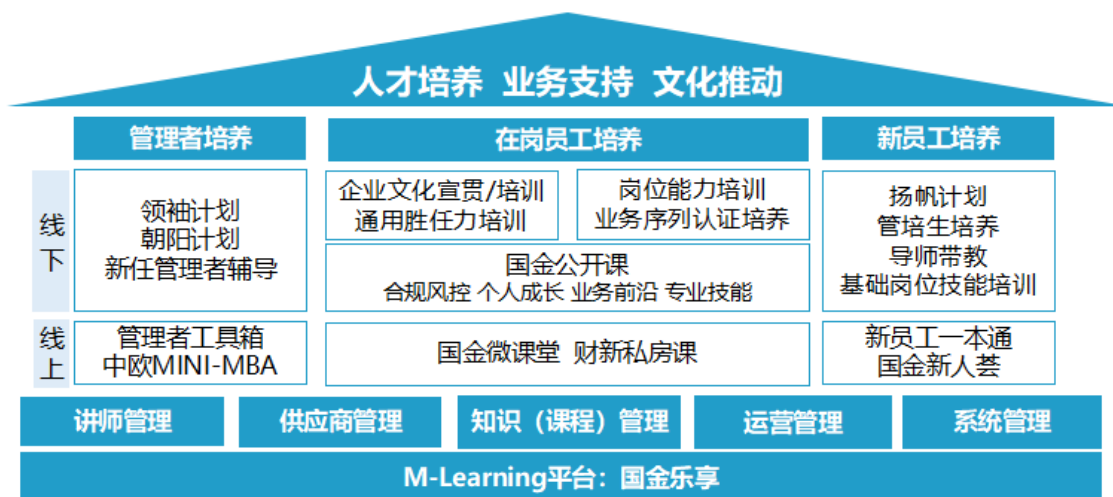 人才培养 业务支持 文化推动
管理者培养
在岗员工培养
新员工培养
线下
领袖计划
朝阳计划
新任管理者辅导
企业文化宣贯/培训
通用胜任力培训
岗位能力培训
业务序列认证培养
国金公开课
合规风控 个人成长 业务前沿 专业技能
扬帆计划
管培生培养
导师带教
基础岗位技能培训
线上
管理者工具箱
中欧MINI-MBA
国金微课堂 财新私房课
新员工一本通
国金新人荟
讲师管理
供应商管理
知识（课程）管理
运营管理
系统管理
M-Learning平台：国金乐享